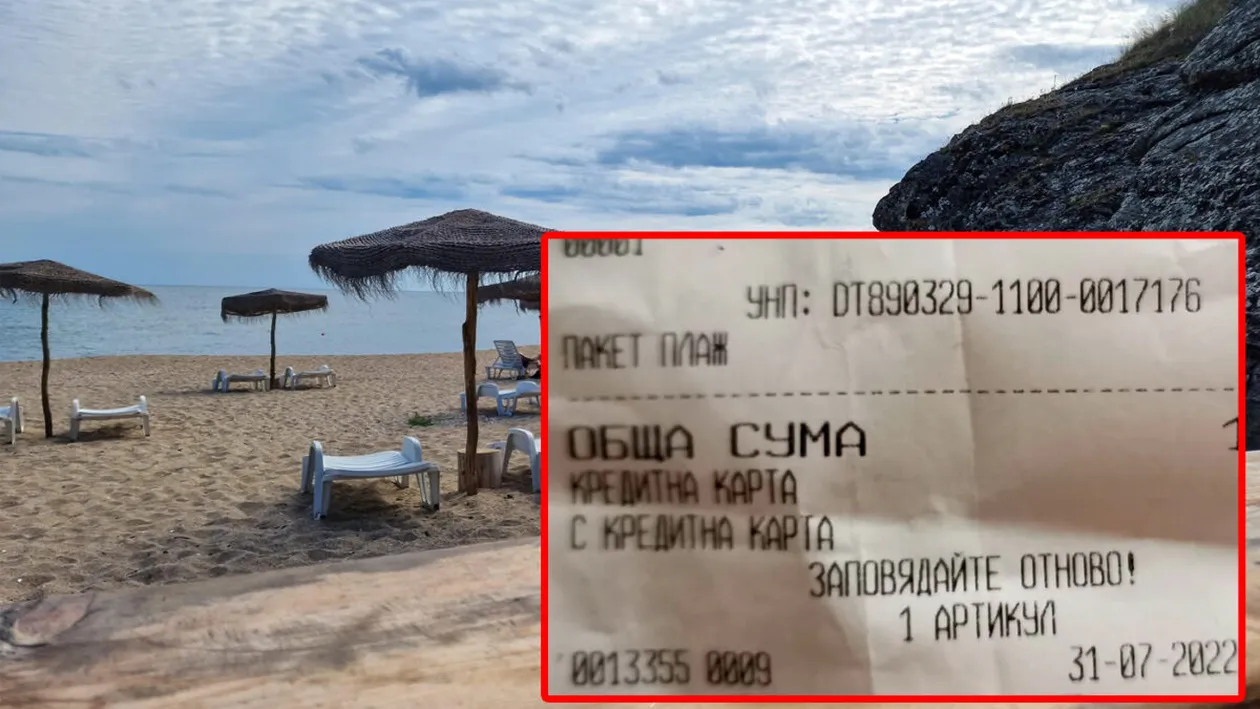 00001
УНП: DT890329-1100-0017176
ПАКЕТ ПЛАЖ
ОБЩА СУМА 1
КРЕДИТНА КАРТА
С КРЕДИТНА КАРТА
ЗАПОВЯДАЙТЕ ОТНОВО!
1 АРТИКУЛ
0013355 0009 31-07-2022